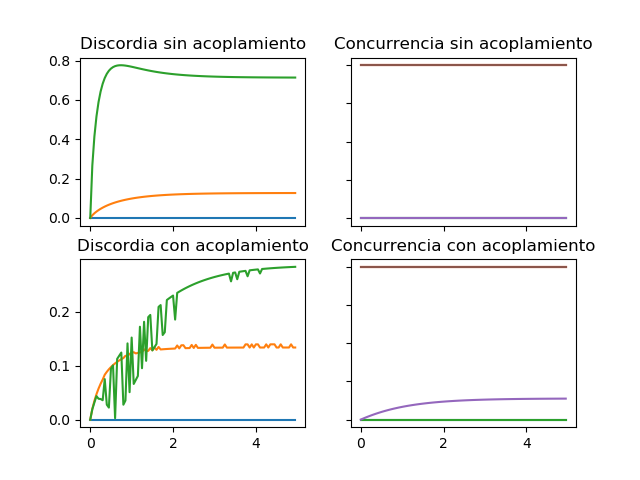 Discordia sin acoplamiento
Concurrencia sin acoplamiento
0.8
0.6
0.4
0.2
0.0
Discordia con acoplamiento
Concurrencia con acoplamiento
0.2
0.1
0.0
0 2 4
0 2 4